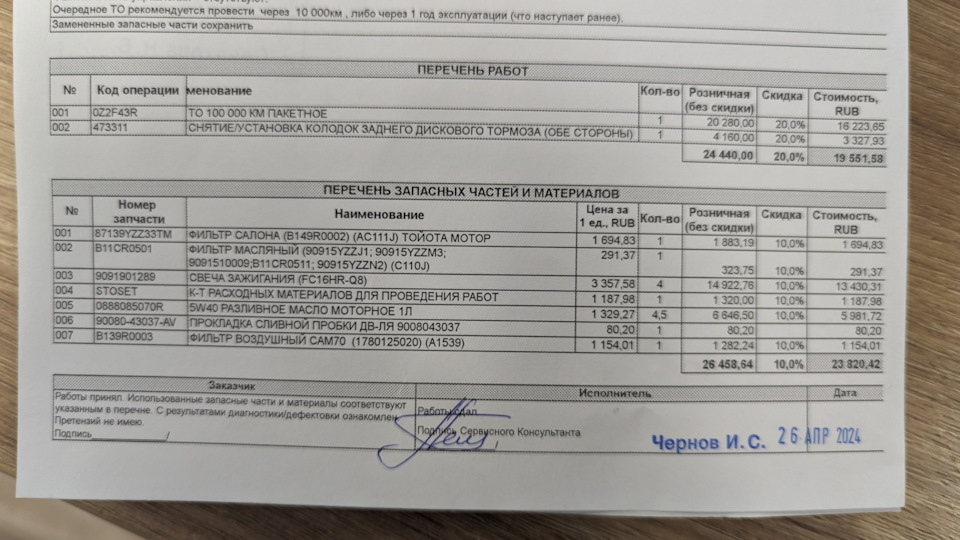 Очередное ТО рекомендуется провести через 10 000км , либо через 1 год эксплуатации (что наступает ранее).
Замененные запасные части сохранить
ПЕРЕЧЕНЬ РАБОТ
№ Код операции менование Кол-во Розничная (без скидки) Скидка Стоимость, RUB
001 0Z2F43R ТО 100 000 КМ ПАКЕТНОЕ 1 20 280,00 20,0% 16 223,65
002 473311 СНЯТИЕ/УСТАНОВКА КОЛОДОК ЗАДНЕГО ДИСКОВОГО ТОРМОЗА (ОБЕ СТОРОНЫ) 1 4 160,00 20,0% 3 327,93
24 440,00 20,0% 19 551,58
ПЕРЕЧЕНЬ ЗАПАСНЫХ ЧАСТЕЙ И МАТЕРИАЛОВ
№ Номер запчасти Наименование Цена за 1 ед., RUB Кол-во Розничная (без скидки) Скидка Стоимость, RUB
001 87139YZZ33TM ФИЛЬТР САЛОНА (B149R0002) (AC111J) ТОЙОТА МОТОР 1 694,83 1 1 883,19 10,0% 1 694,83
002 B11CR0501 ФИЛЬТР МАСЛЯНЫЙ (90915YZZJ1; 90915YZZM3; 291,37 1
9091510009;B11CR0511; 90915YZZN2) (C110J) 323,75 10,0% 291,37
003 9091901289 СВЕЧА ЗАЖИГАНИЯ (FC16HR-Q8) 3 357,58 4 14 922,76 10,0% 13 430,31
004 STOSET К-Т РАСХОДНЫХ МАТЕРИАЛОВ ДЛЯ ПРОВЕДЕНИЯ РАБОТ 1 187,98 1 1 320,00 10,0% 1 187,98
005 0888085070R 5W40 РАЗЛИВНОЕ МАСЛО МОТОРНОЕ 1Л 1 329,27 4,5 6 646,50 10,0% 5 981,72
006 90080-43037-AV ПРОКЛАДКА СЛИВНОЙ ПРОБКИ ДВ-ЛЯ 9008043037 80,20 1 80,20 80,20
007 B139R0003 ФИЛЬТР ВОЗДУШНЫЙ CAM70 (1780125020) (A1539) 1 154,01 1 1 282,24 10,0% 1 154,01
26 458,64 10,0% 23 820,42
Заказчик Исполнитель Дата
Работы принял. Использованные запасные части и материалы соответствуют
указанным в перечне. С результатами диагностики/дефектовки ознакомлен.
Претензий не имею.
Подпись /
Работы сдал
Подпись Сервисного Консультанта
/
Чернов И. С. 26 АПР 2024